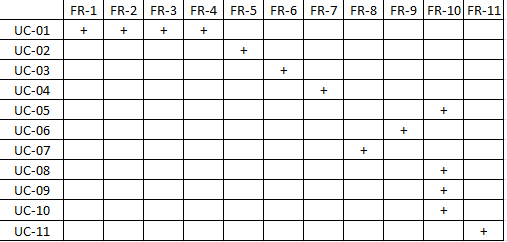 FR-1 FR-2 FR-3 FR-4 FR-5 FR-6 FR-7 FR-8 FR-9 FR-10 FR-11
UC-01 + + + +
UC-02 +
UC-03 +
UC-04 +
UC-05 +
UC-06 +
UC-07 +
UC-08 +
UC-09 +
UC-10 +
UC-11 +